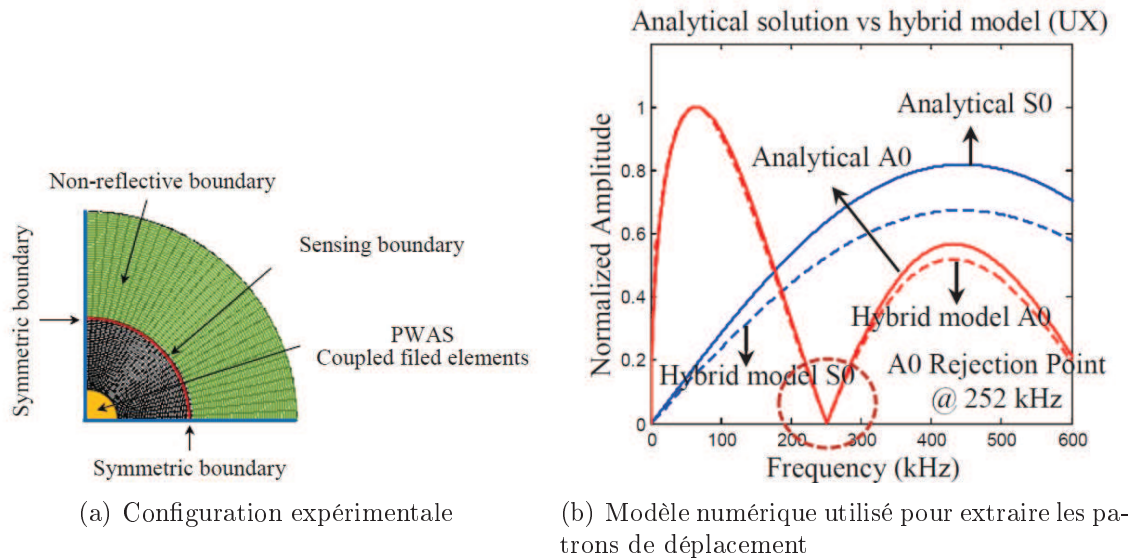 Non-reflective boundary
Sensing boundary
Symmetric boundary
PWAS
Coupled filed elements
Symmetric boundary
(a) Configuration expérimentale
Analytical solution vs hybrid model (UX)
Normalized Amplitude
1
0.8
0.6
0.4
0.2
0
Analytical S0
Analytical A0
Hybrid model A0
Hybrid model S0
A0 Rejection Point
@ 252 kHz
0 100 200 300 400 500 600
Frequency (kHz)
(b) Modèle numérique utilisé pour extraire les pa-
trons de déplacement